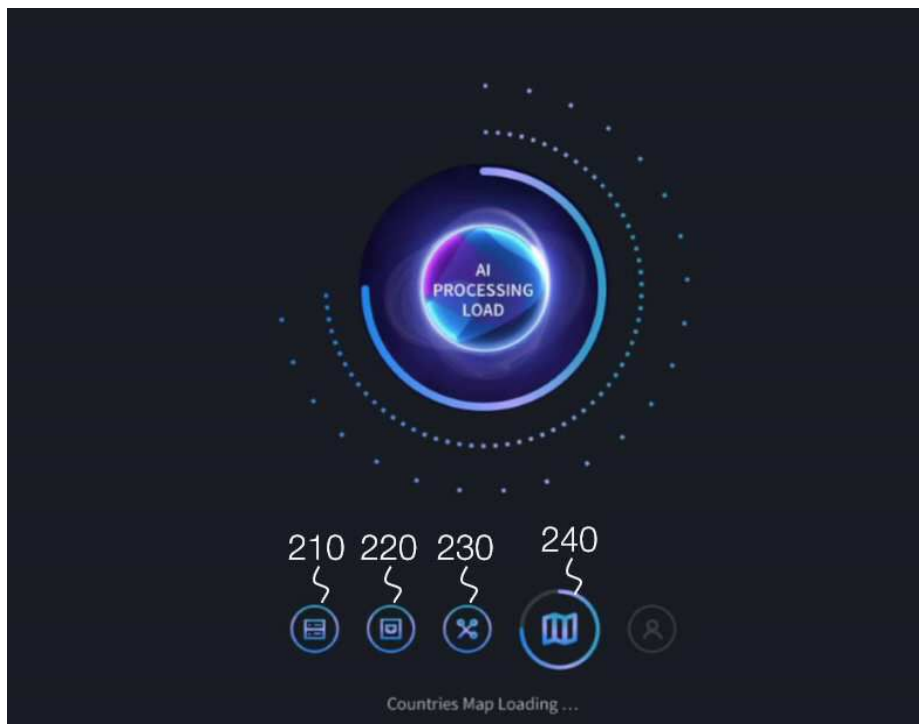 AI
PROCESSING
LOAD
210 220 230 240
Countries Map Loading ...